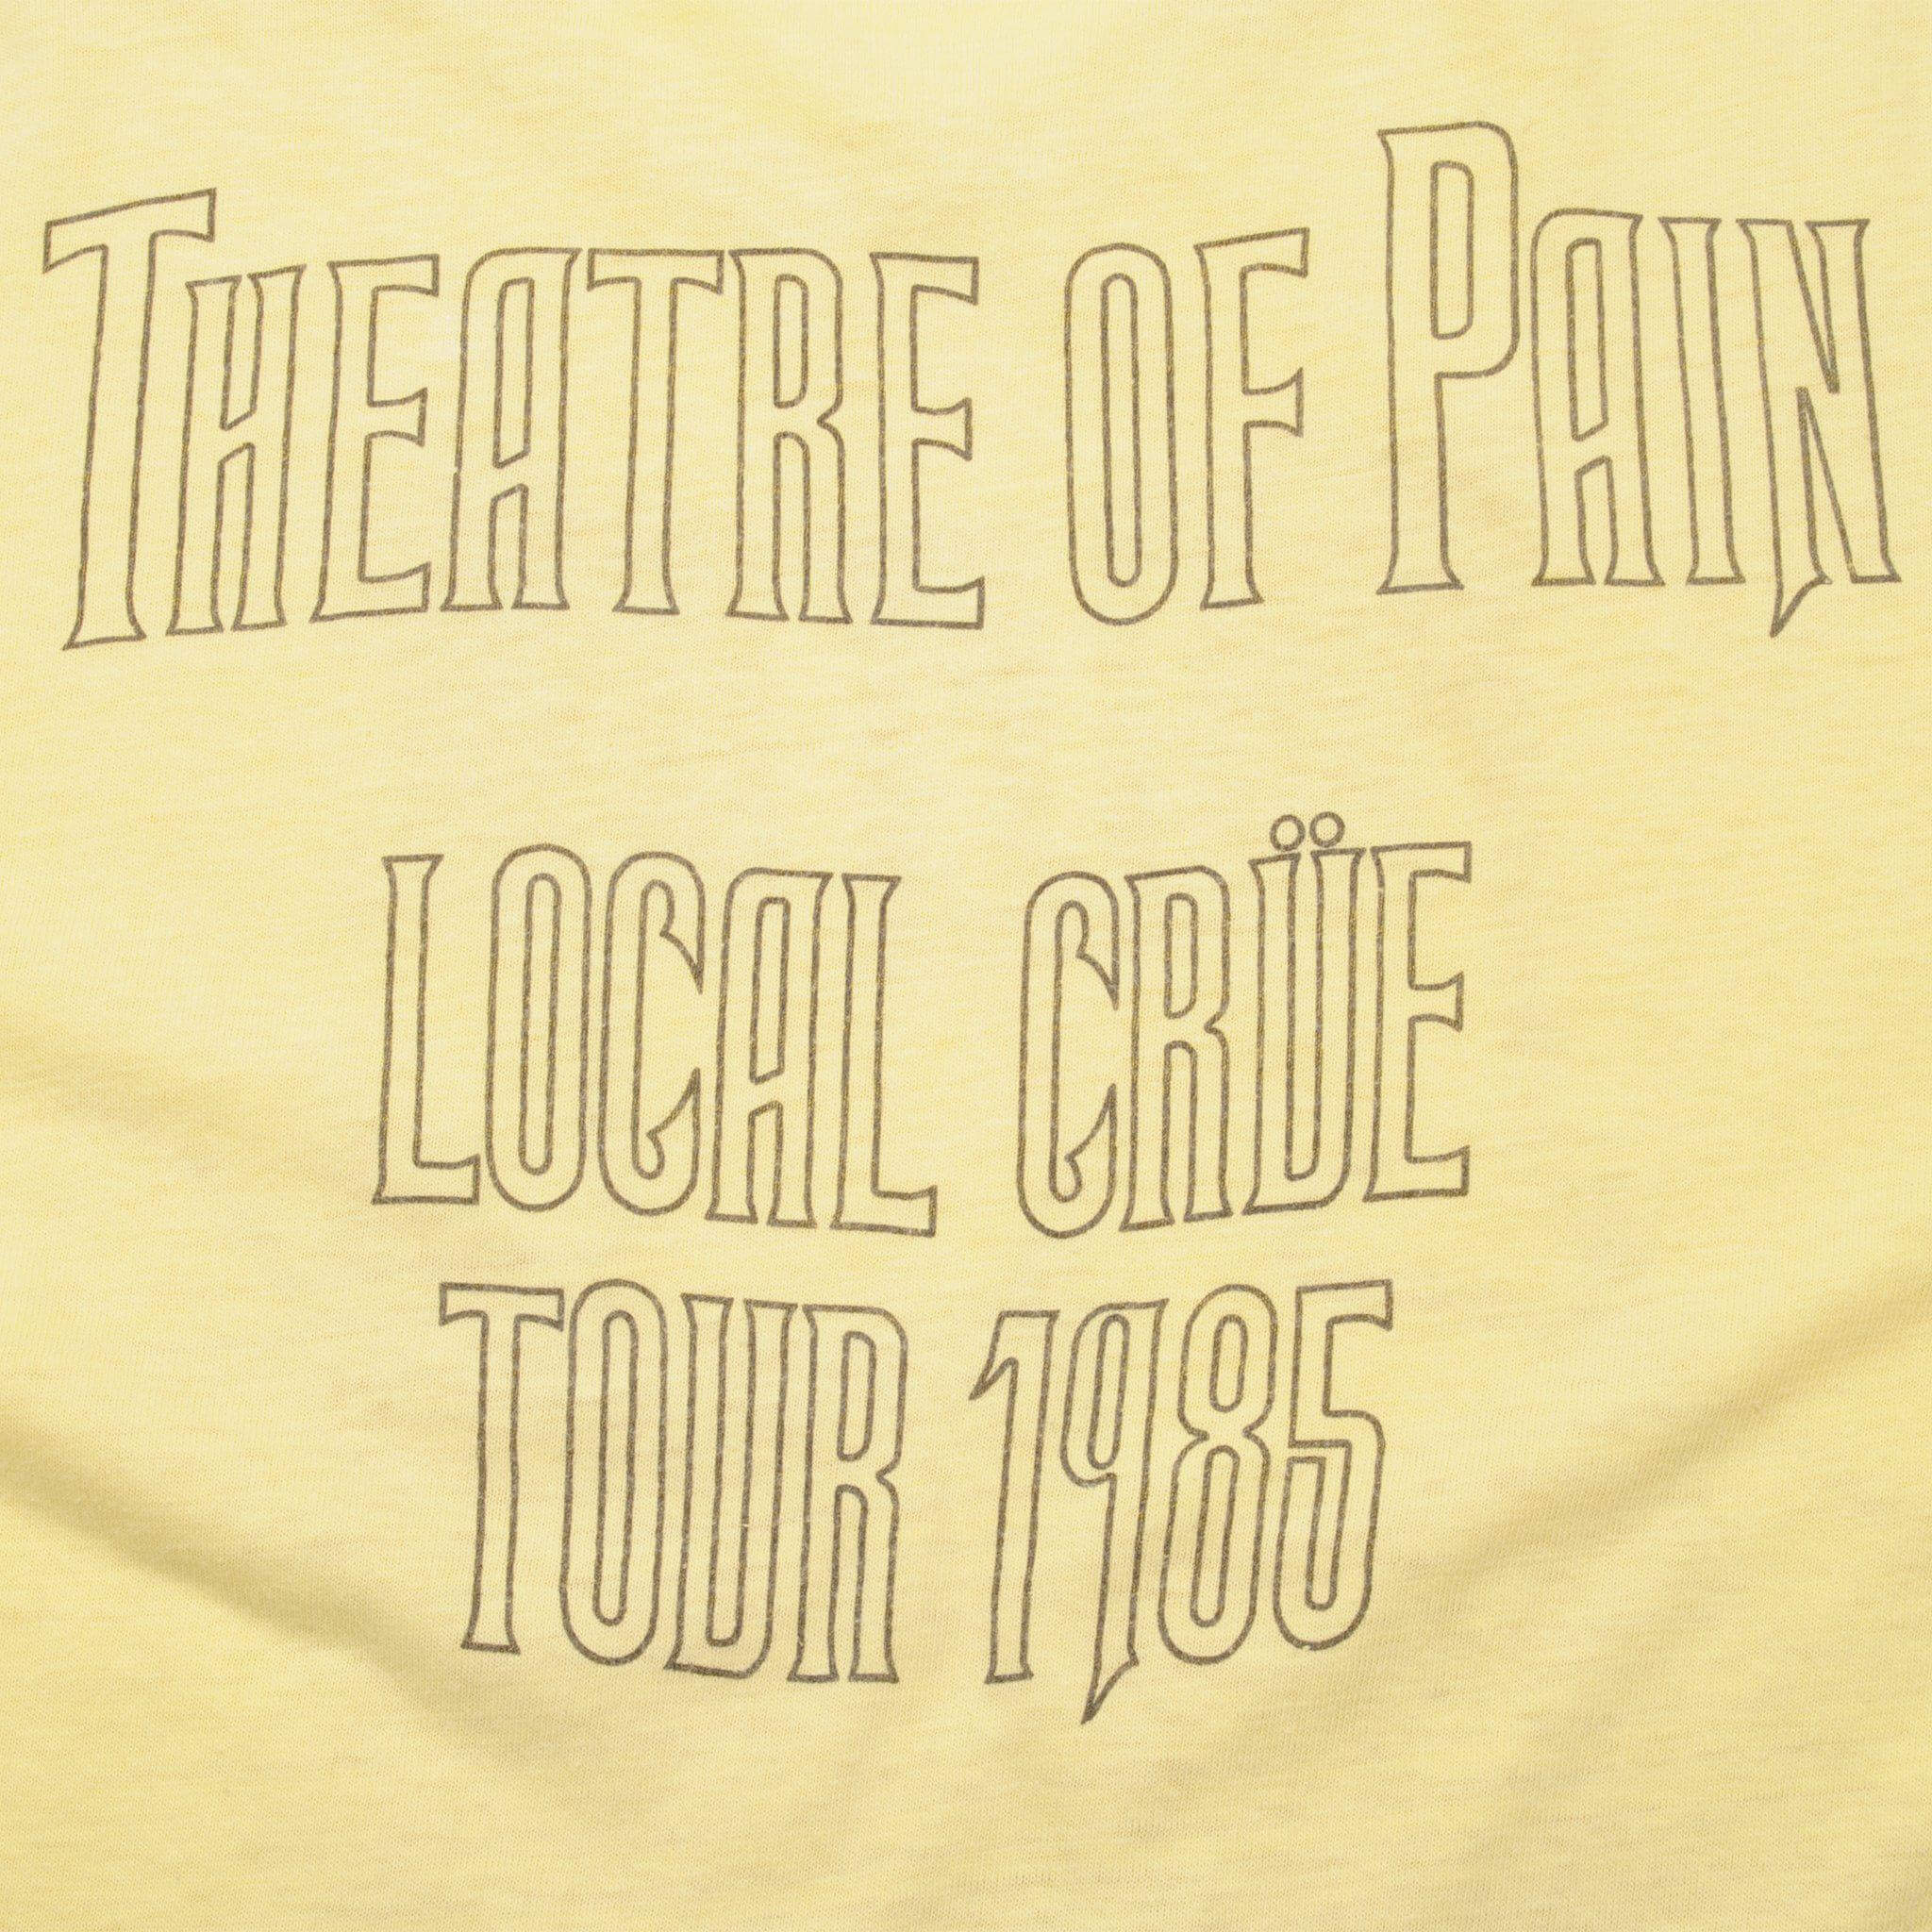 THEATRE OF PAIN
LOCAL CRÜE
TOUR 1985